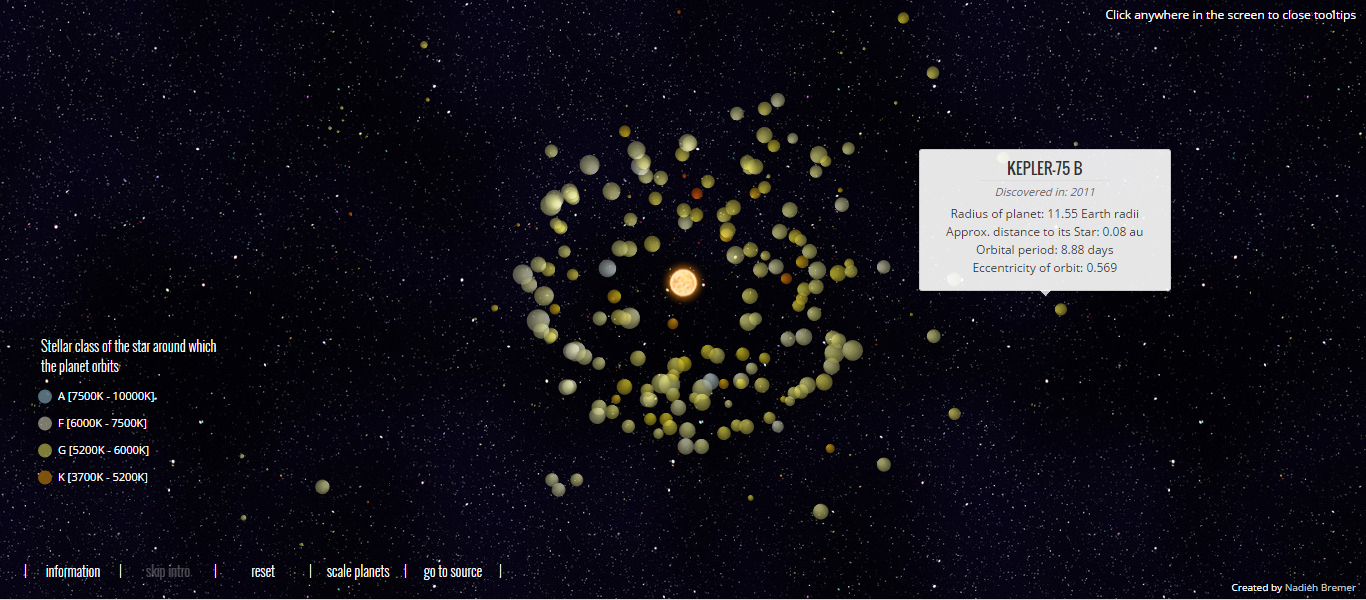 Click anywhere in the screen to close tooltips
KEPLER-75 B
Discovered in: 2011
Radius of planet: 11.55 Earth radii
Approx. distance to its Star: 0.08 au
Orbital period: 8.88 days
Eccentricity of orbit: 0.569
Stellar class of the star around which
the planet orbits
A [7500K - 10000K]
F [6000K - 7500K]
G [5200K - 6000K]
K [3700K - 5200K]
| information | skip intro | reset | scale planets | go to source |
Created by Nadieh Bremer